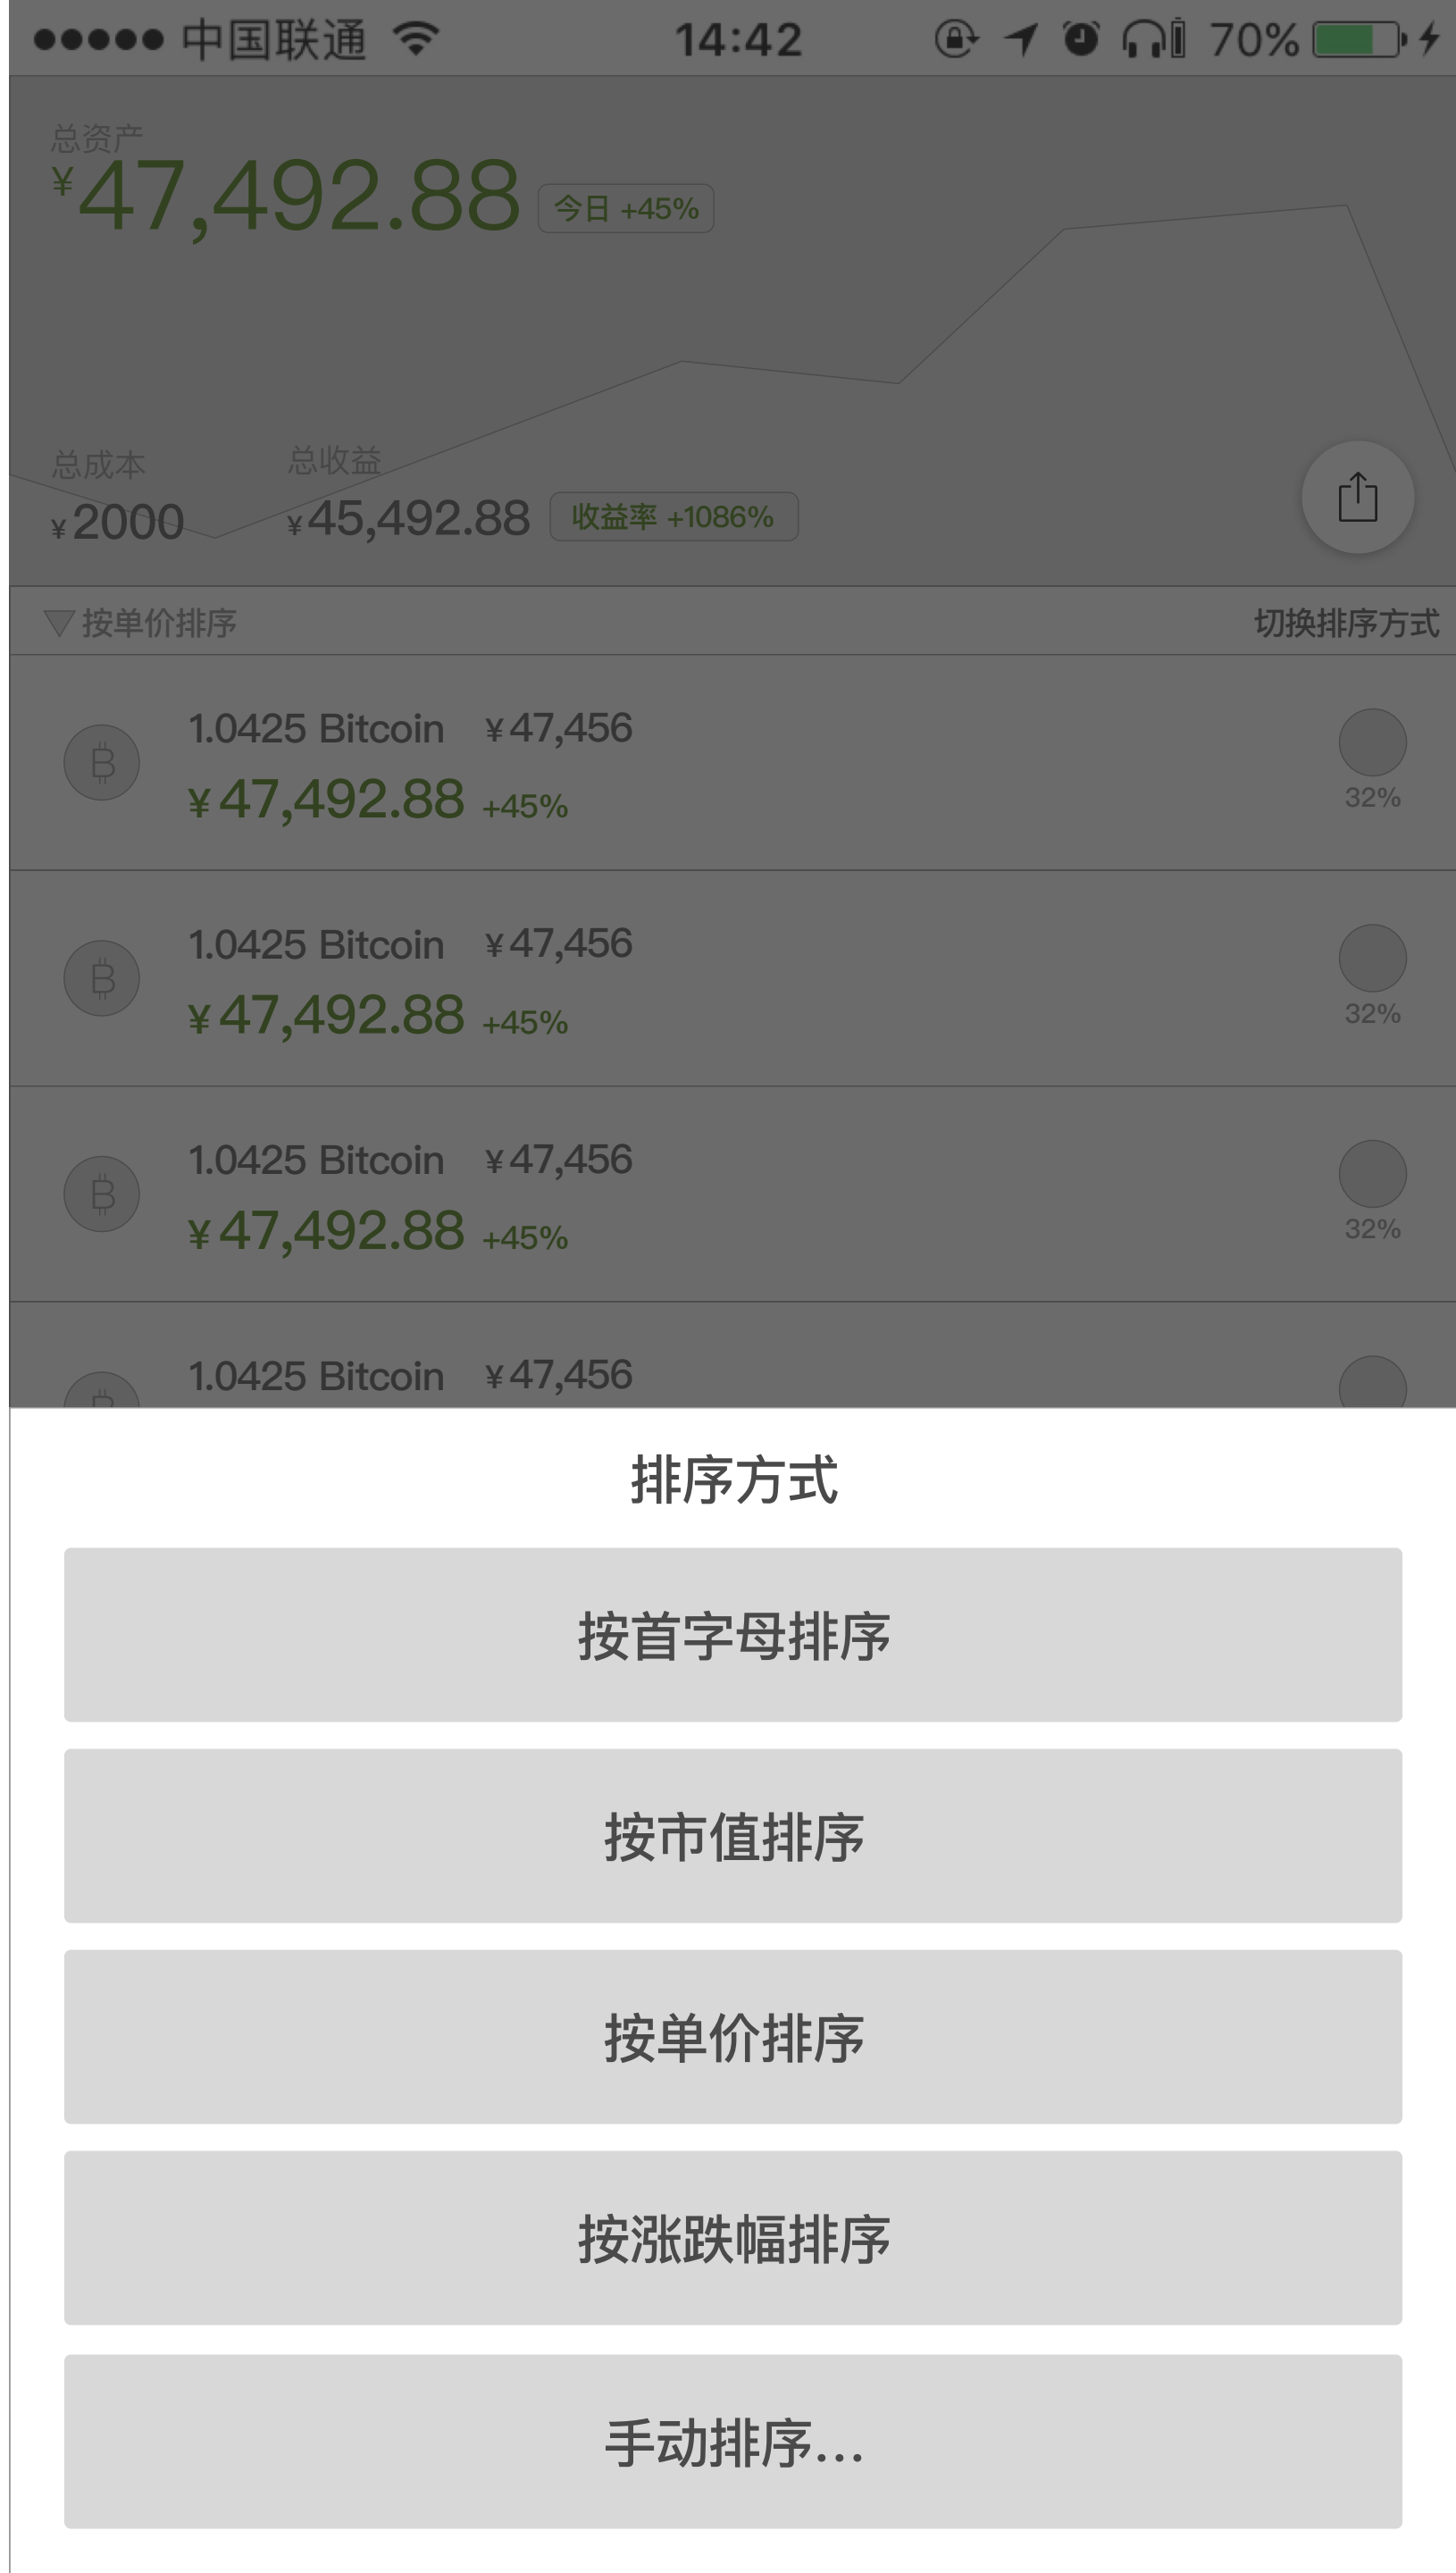 中国联通 14:42 70%
总资产
¥47,492.88 今日 +45%
总成本 总收益
¥2000 ¥45,492.88 收益率 +1086%
按单价排序 切换排序方式
1.0425 Bitcoin ¥47,456
¥47,492.88 +45% 32%
1.0425 Bitcoin ¥47,456
¥47,492.88 +45% 32%
1.0425 Bitcoin ¥47,456
¥47,492.88 +45% 32%
1.0425 Bitcoin ¥47,456
排序方式
按首字母排序
按市值排序
按单价排序
按涨跌幅排序
手动排序...